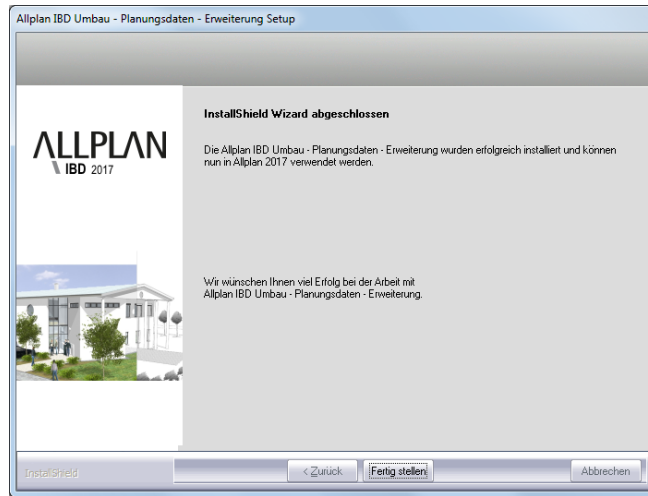 Allplan IBD Umbau - Planungsdaten - Erweiterung Setup
InstallShield Wizard abgeschlossen
Die Allplan IBD Umbau - Planungsdaten - Erweiterung wurden erfolgreich installiert und können
nun in Allplan 2017 verwendet werden.
ALLPLAN
IBD 2017
Wir wünschen Ihnen viel Erfolg bei der Arbeit mit
Allplan IBD Umbau - Planungsdaten - Erweiterung.
InstallShield
< Zurück
Fertig stellen
Abbrechen